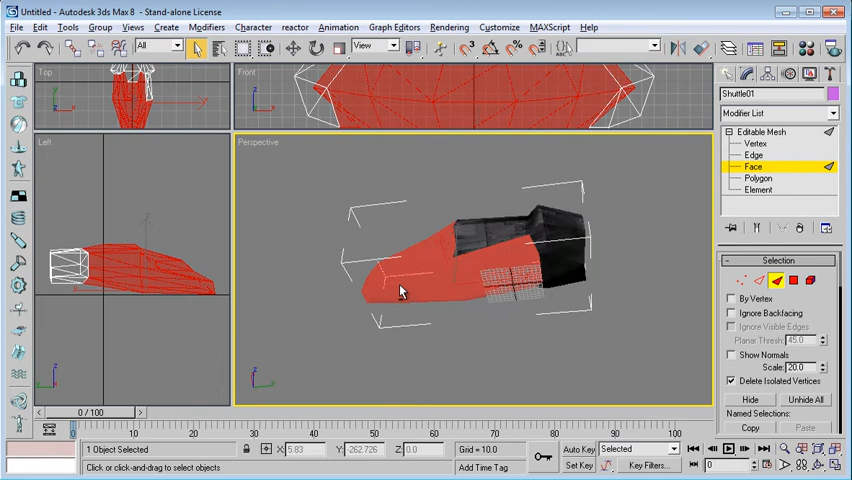 Untitled - Autodesk 3ds Max 8 - Stand-alone License
File Edit Tools Group Views Create Modifiers Character reactor Animation Graph Editors Rendering Customize MAXScript Help
All View
Top Front
Shuttle01
Modifier List
Editable Mesh
Vertex
Edge
Face
Polygon
Element
Left Perspective
Selection
By Vertex
Ignore Backfacing
Ignore Visible Edges
Planar Thresh: 45.0
Show Normals
Scale: 20.0
Delete Isolated Vertices
Hide Unhide All
Named Selections:
Copy Paste
0 / 100
0 10 20 30 40 50 60 70 80 90 100
1 Object Selected X: 5.83 Y: -262.726 Z: 0.0 Grid = 10.0 Auto Key Selected
Click or click-and-drag to select objects Add Time Tag Set Key Key Filters... 0